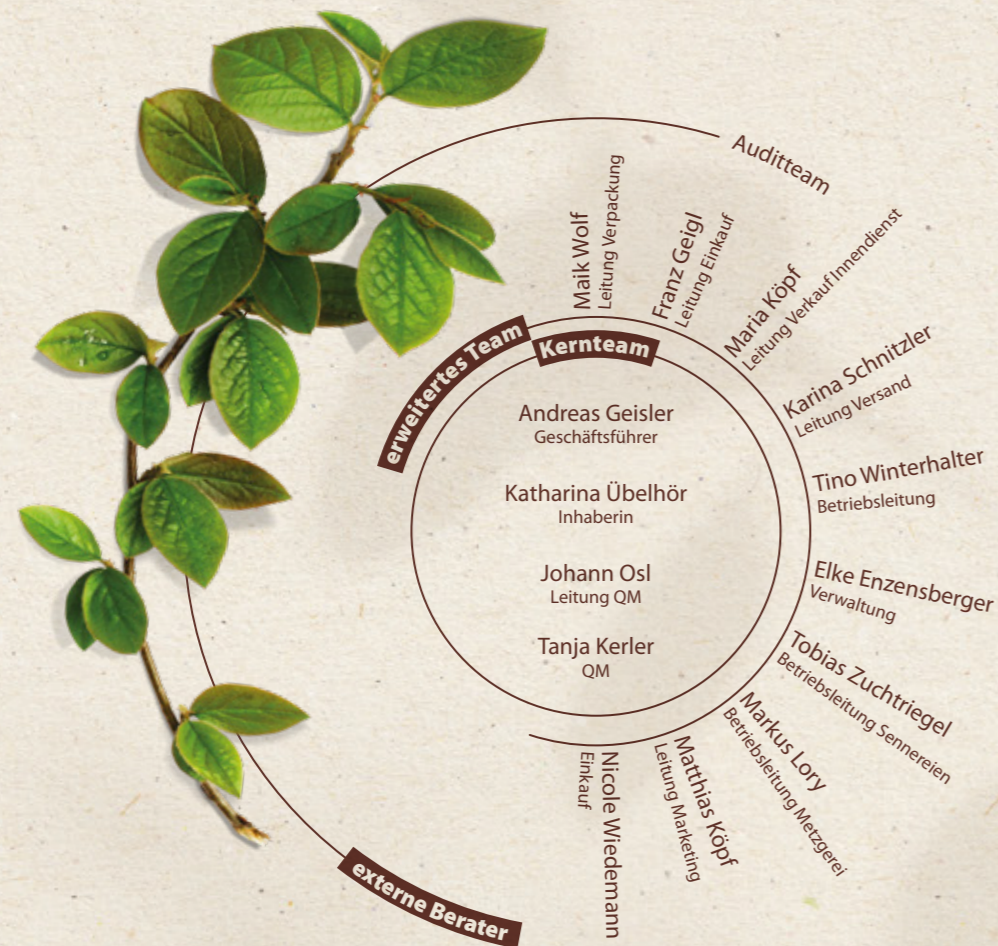 Auditteam
erweitertes Team
Kernteam
Andreas Geisler
Geschäftsführer
Katharina Übelhör
Inhaberin
Johann Osl
Leitung QM
Tanja Kerler
QM
Maik Wolf
Leitung Verpackung
Franz Geigl
Leitung Einkauf
Maria Köpf
Leitung Verkauf Innendienst
Karina Schnitzler
Leitung Versand
Tino Winterhalter
Betriebsleitung
Elke Enzensberger
Verwaltung
Tobias Zuchtriegel
Betriebsleitung Sennereien
Markus Lory
Betriebsleitung Metzgerei
Matthias Köpf
Leitung Marketing
Nicole Wiedemann
Einkauf
externe Berater